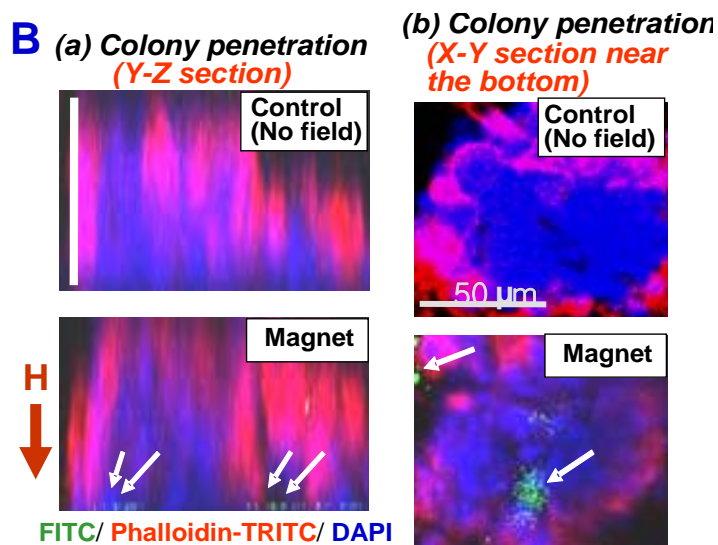 B
(a) Colony penetration
(Y-Z section)
Control
(No field)
Magnet
H
(b) Colony penetration
(X-Y section near
the bottom)
Control
(No field)
50 µm
Magnet
FITC/ Phalloidin-TRITC/ DAPI